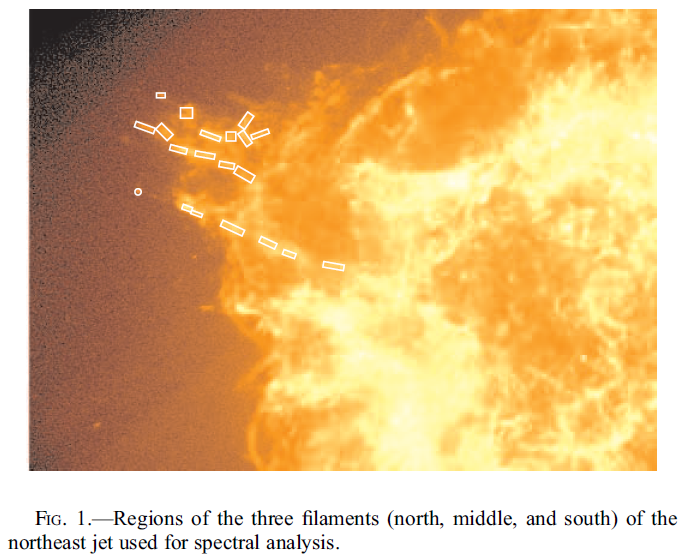 FIG. 1.—Regions of the three filaments (north, middle, and south) of the
northeast jet used for spectral analysis.